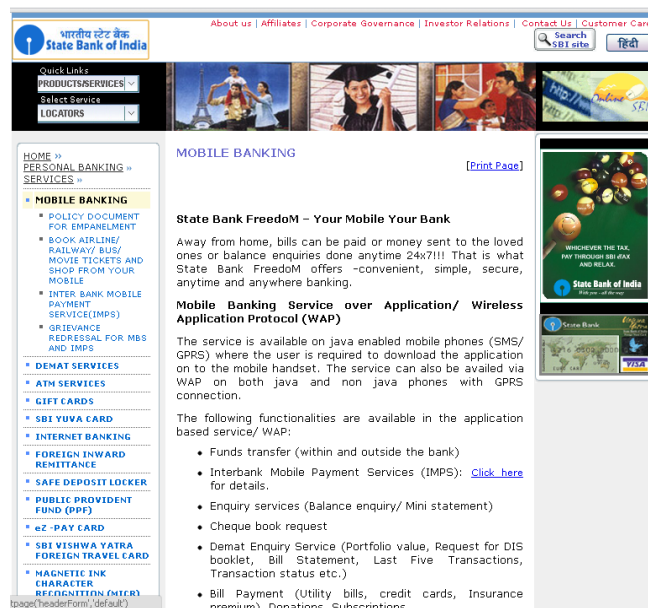 About us | Affiliates | Corporate Governance | Investor Relations | Contact Us | Customer Care
भारतीय स्टेट बैंक
State Bank of India
Search
SBI site
हिंदी
Quick Links
PRODUCTS/SERVICES
Select Service
LOCATORS
http://
Online SBI
HOME »
PERSONAL BANKING »
SERVICES »
MOBILE BANKING
POLICY DOCUMENT
FOR EMPANELMENT
BOOK AIRLINE/
RAILWAY/ BUS/
MOVIE TICKETS AND
SHOP FROM YOUR
MOBILE
INTER BANK MOBILE
PAYMENT
SERVICE(IMPS)
GRIEVANCE
REDRESSAL FOR MBS
AND IMPS
DEMAT SERVICES
ATM SERVICES
GIFT CARDS
SBI YUVA CARD
INTERNET BANKING
FOREIGN INWARD
REMITTANCE
SAFE DEPOSIT LOCKER
PUBLIC PROVIDENT
FUND (PPF)
eZ -PAY CARD
SBI VISHWA YATRA
FOREIGN TRAVEL CARD
MAGNETIC INK
CHARACTER
RECOGNITION (MICR)
tpage('headerForm','default')
MOBILE BANKING
[Print Page]
State Bank FreedoM – Your Mobile Your Bank
Away from home, bills can be paid or money sent to the loved
ones or balance enquiries done anytime 24x7!!! That is what
State Bank FreedoM offers -convenient, simple, secure,
anytime and anywhere banking.
Mobile Banking Service over Application/ Wireless
Application Protocol (WAP)
The service is available on java enabled mobile phones (SMS/
GPRS) where the user is required to download the application
on to the mobile handset. The service can also be availed via
WAP on both java and non java phones with GPRS
connection.
The following functionalities are available in the application
based service/ WAP:
Funds transfer (within and outside the bank)
Interbank Mobile Payment Services (IMPS): Click here
for details.
Enquiry services (Balance enquiry/ Mini statement)
Cheque book request
Demat Enquiry Service (Portfolio value, Request for DIS
booklet, Bill Statement, Last Five Transactions,
Transaction status etc.)
Bill Payment (Utility bills, credit cards, Insurance
premium), Donations, Subscriptions
WHICHEVER THE TAX,
PAY THROUGH SBI eTAX
AND RELAX.
State Bank of India
With you - all the way
State Bank
VISA